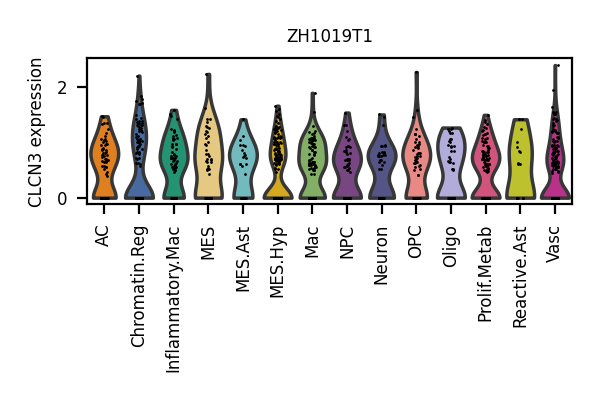 ZH1019T1
CLCN3 expression
2
0
AC
Chromatin.Reg
Inflammatory.Mac
MES
MES.Ast
MES.Hyp
Mac
NPC
Neuron
OPC
Oligo
Prolif.Metab
Reactive.Ast
Vasc